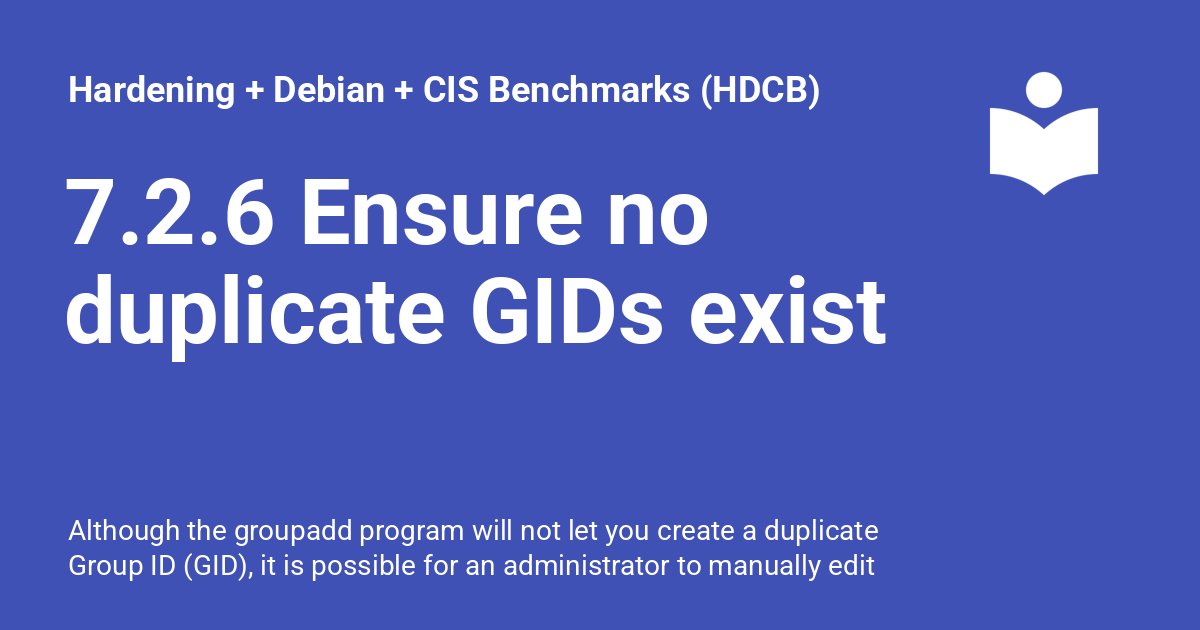 Hardening + Debian + CIS Benchmarks (HDCB)
7.2.6 Ensure no
duplicate GIDs exist
Although the groupadd program will not let you create a duplicate
Group ID (GID), it is possible for an administrator to manually edit